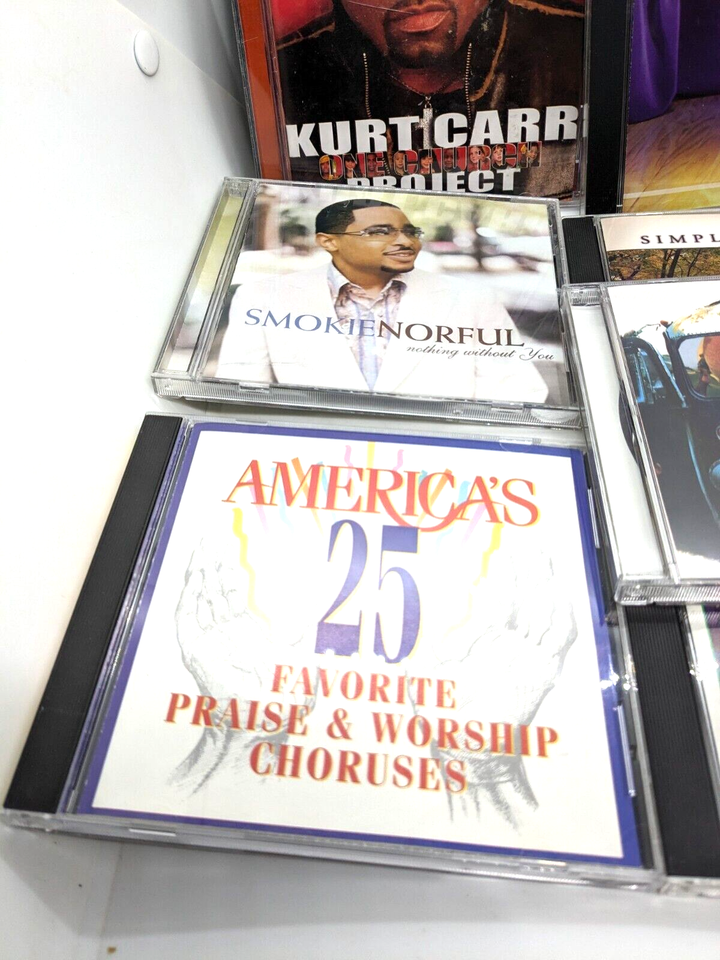 KURT CARR
ONE CHURCH
PROJECT
SMOKIENORFUL
nothing without You
SIMPL
AMERICA'S
25
FAVORITE
PRAISE & WORSHIP
CHORUSES